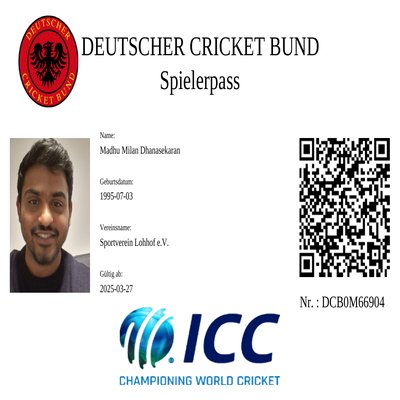 DEUTSCHER
CRICKET BUND
DEUTSCHER CRICKET BUND
Spielerpass
Name:
Madhu Milan Dhanasekaran
Geburtsdatum:
1995-07-03
Vereinsname:
Sportverein Lohhof e.V.
Gültig ab:
2025-03-27
Nr. : DCB0M66904
ICC
CHAMPIONING WORLD CRICKET